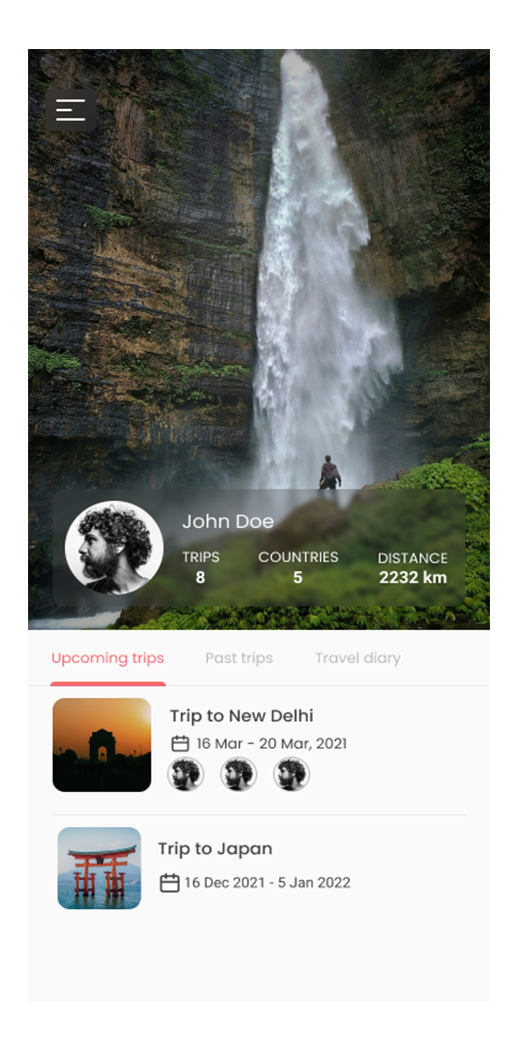 John Doe
TRIPS COUNTRIES DISTANCE
8 5 2232 km
Upcoming trips Past trips Travel diary
Trip to New Delhi
16 Mar - 20 Mar, 2021
Trip to Japan
16 Dec 2021 - 5 Jan 2022